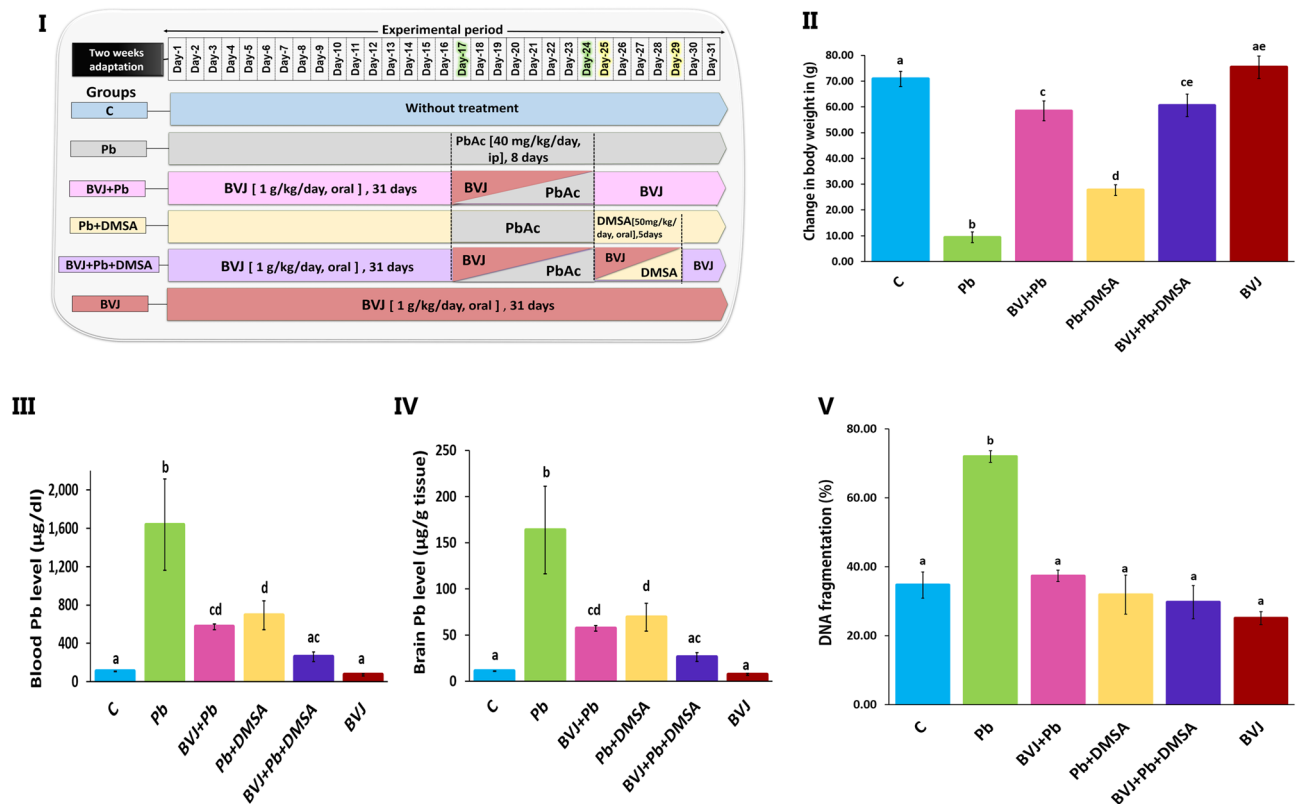 I
Experimental period
Two weeks
adaptation
Day-1
Day-2
Day-3
Day-4
Day-5
Day-6
Day-7
Day-8
Day-9
Day-10
Day-11
Day-12
Day-13
Day-14
Day-15
Day-16
Day-17
Day-18
Day-19
Day-20
Day-21
Day-22
Day-23
Day-24
Day-25
Day-26
Day-27
Day-28
Day-29
Day-30
Day-31
Groups
C
Without treatment
Pb
PbAc [40 mg/kg/day,
ip], 8 days
BVJ+Pb
BVJ [ 1 g/kg/day, oral ] , 31 days
BVJ
PbAc
BVJ
Pb+DMSA
PbAc
DMSA[50mg/kg/
day, oral],5days
BVJ+Pb+DMSA
BVJ [ 1 g/kg/day, oral ] , 31 days
BVJ
PbAc
BVJ
DMSA
BVJ
BVJ
BVJ [ 1 g/kg/day, oral ] , 31 days
II
Change in body weight in (g)
80.00
70.00
60.00
50.00
40.00
30.00
20.00
10.00
0.00
a
b
c
d
ce
ae
C
Pb
BVJ+Pb
Pb+DMSA
BVJ+Pb+DMSA
BVJ
III
Blood Pb level (µg/dl)
2,000
1,600
1,200
800
400
0
a
b
cd
d
ac
a
C
Pb
BVJ+Pb
Pb+DMSA
BVJ+Pb+DMSA
BVJ
IV
Brain Pb level (µg/g tissue)
250
200
150
100
50
0
a
b
cd
d
ac
a
C
Pb
BVJ+Pb
Pb+DMSA
BVJ+Pb+DMSA
BVJ
V
DNA fragmentation (%)
80.00
60.00
40.00
20.00
0.00
a
b
a
a
a
a
C
Pb
BVJ+Pb
Pb+DMSA
BVJ+Pb+DMSA
BVJ